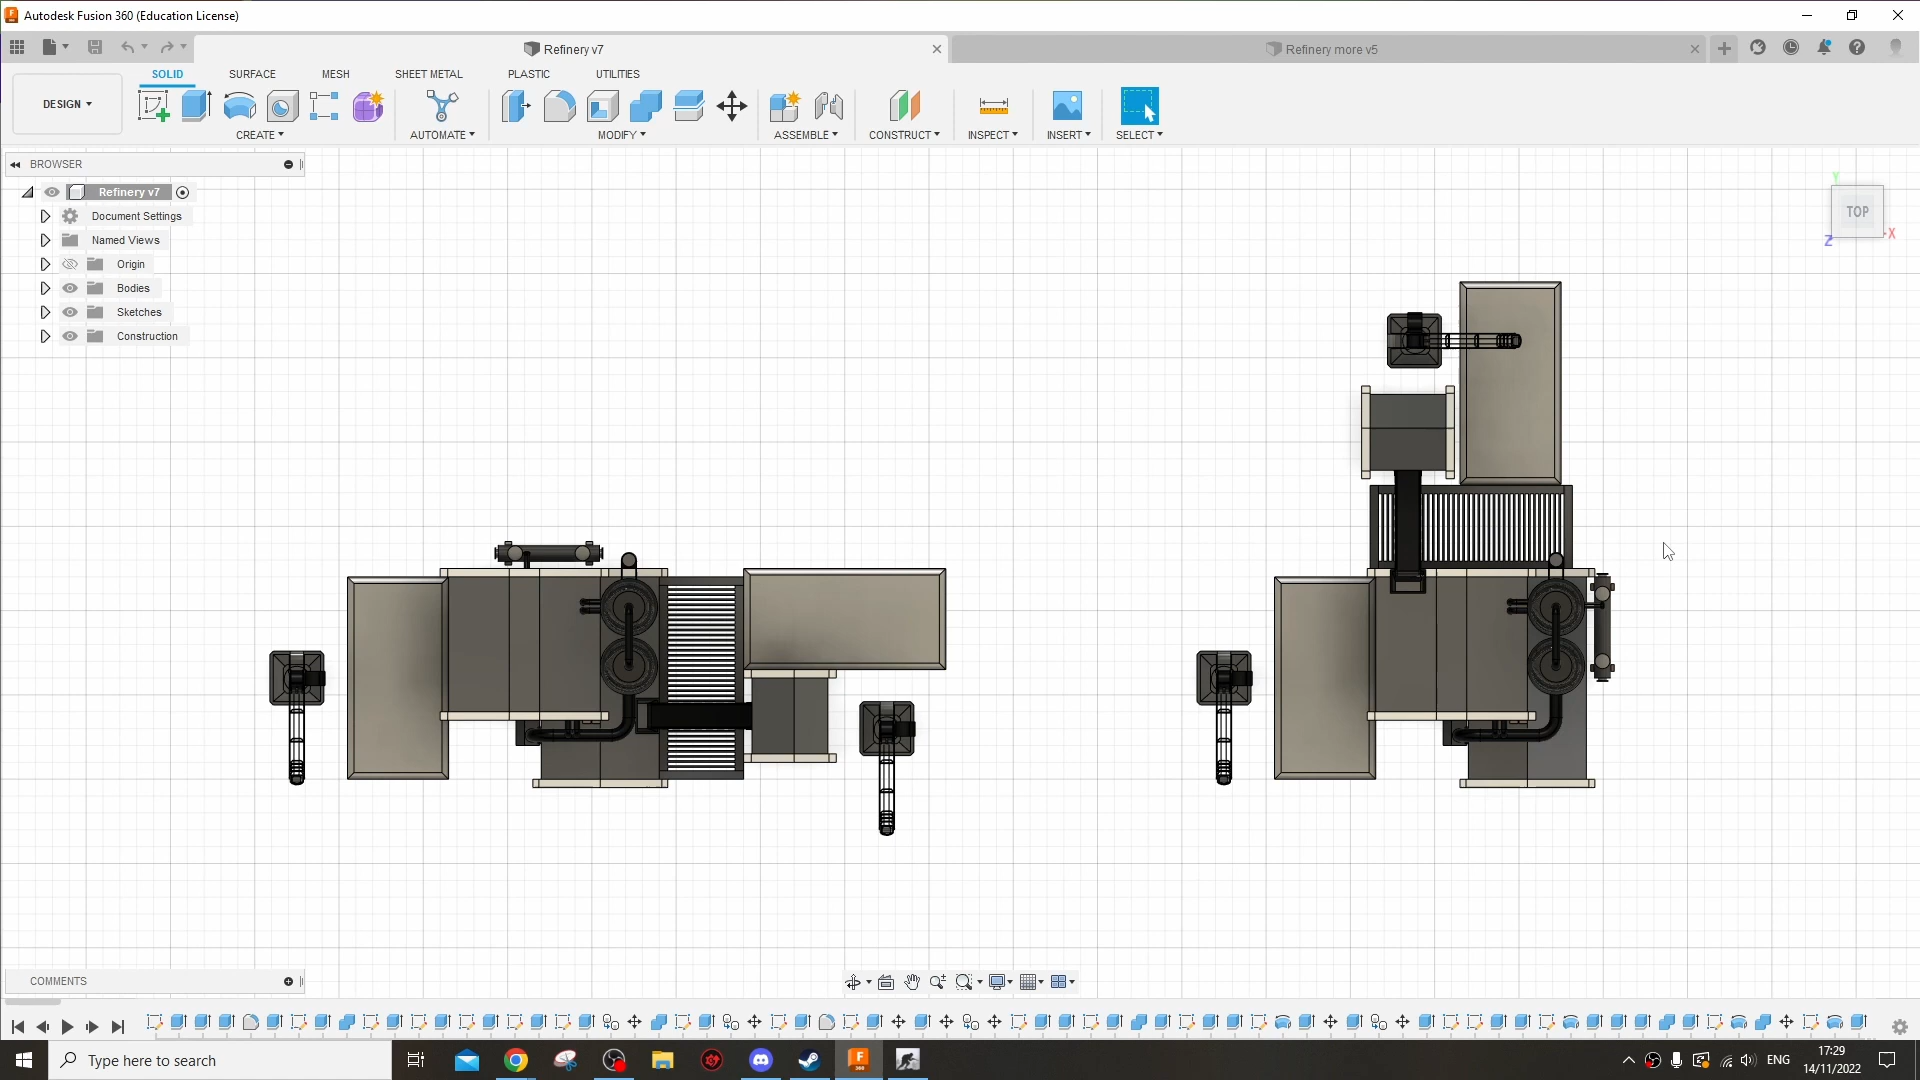 Autodesk Fusion 360 (Education License)
Refinery v7
Refinery more v5
SOLID
SURFACE
MESH
SHEET METAL
PLASTIC
UTILITIES
DESIGN
CREATE
AUTOMATE
MODIFY
ASSEMBLE
CONSTRUCT
INSPECT
INSERT
SELECT
BROWSER
Refinery v7
Document Settings
Named Views
Origin
Bodies
Sketches
Construction
Y
TOP
X
Z
COMMENTS
Type here to search
F
360
ENG
17:29
14/11/2022